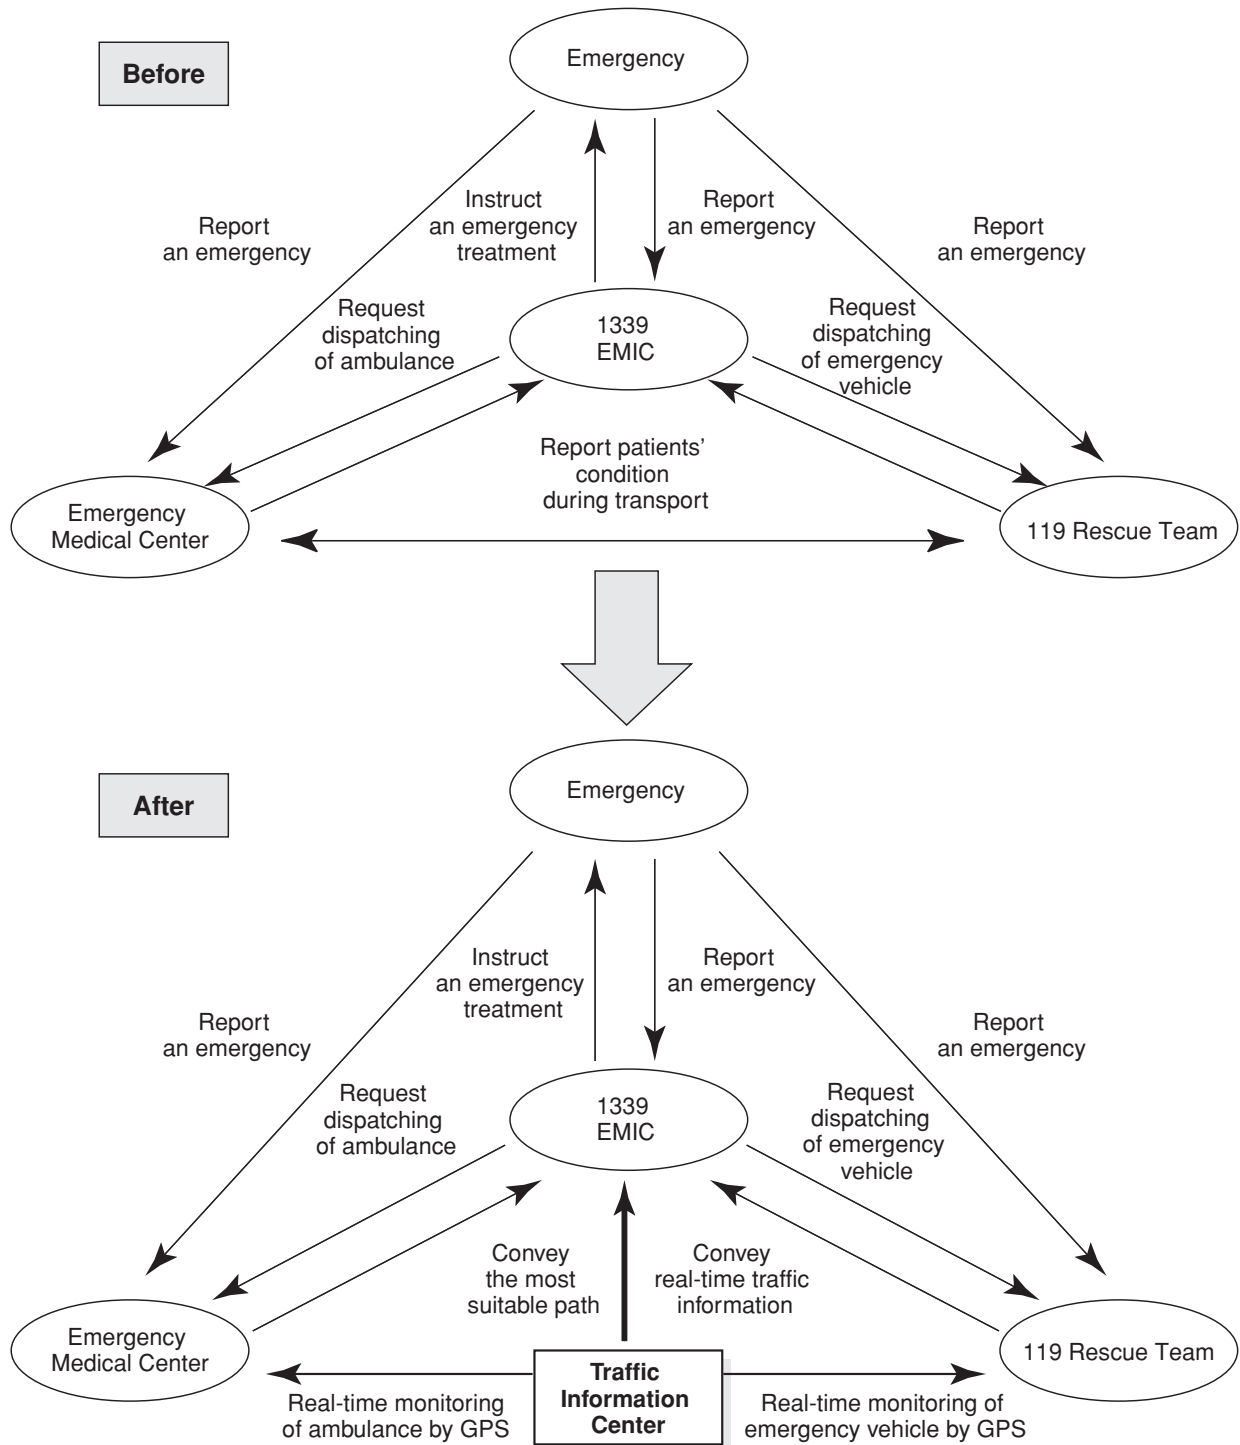 Before
Emergency
Report
an emergency
Instruct
an emergency
treatment
Report
an emergency
Report
an emergency
Request
dispatching
of ambulance
1339
EMIC
Request
dispatching
of emergency
vehicle
Report patients’
condition
during transport
Emergency
Medical Center
119 Rescue Team
After
Emergency
Report
an emergency
Instruct
an emergency
treatment
Report
an emergency
Report
an emergency
Request
dispatching
of ambulance
1339
EMIC
Request
dispatching
of emergency
vehicle
Convey
the most
suitable path
Convey
real-time traffic
information
Emergency
Medical Center
Traffic
Information
Center
119 Rescue Team
Real-time monitoring
of ambulance by GPS
Real-time monitoring of
emergency vehicle by GPS